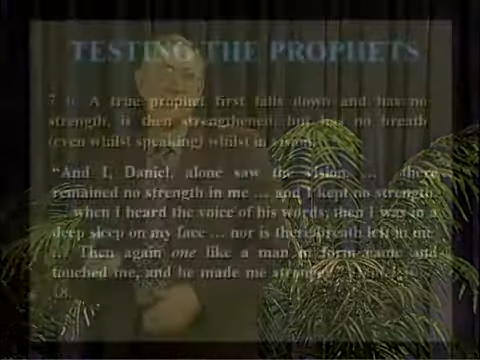 TESTING THE PROPHETS
7 b. A true prophet first falls down and has no
strength, is then strengthened, but has no breath
(even whilst speaking) whilst in vision.
"And I, Daniel, alone saw the vision, ... there
remained no strength in me ... and I kept no strength
... when I heard the voice of his words, then I was in a
deep sleep on my face ... nor is there breath left in me
... Then again one like a man in form came and
touched me, and he made me
18.